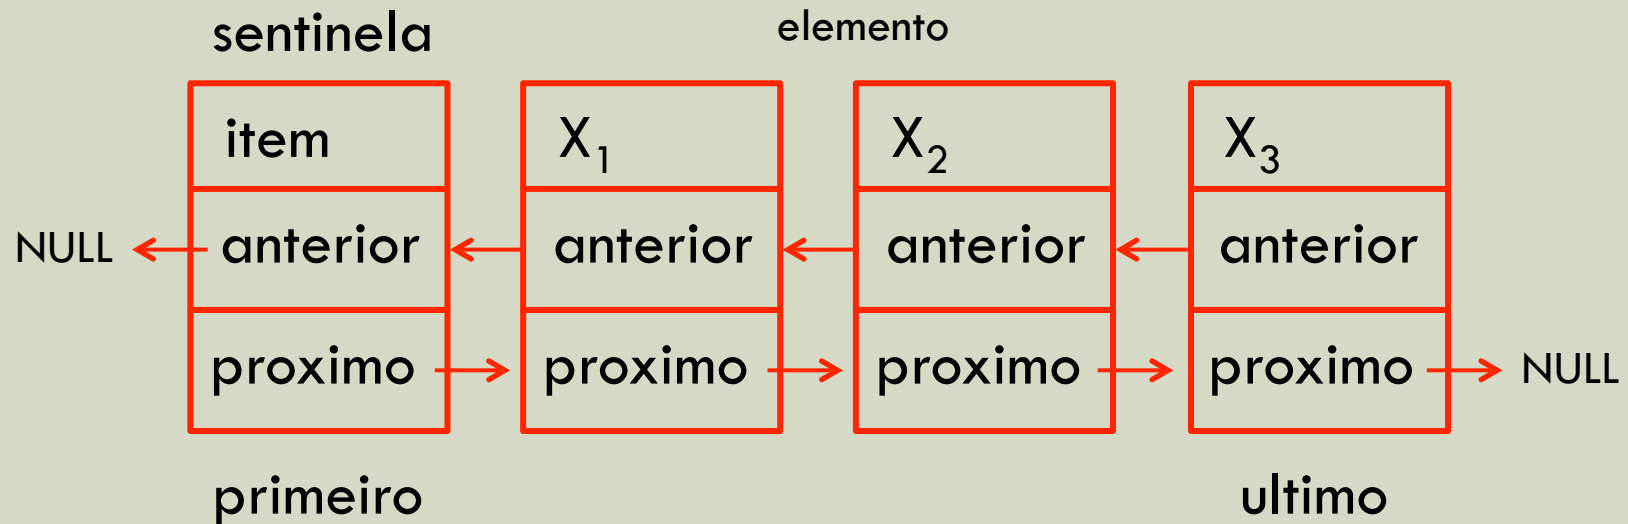 sentinela
elemento
item X1 X2 X3
NULL anterior anterior anterior anterior
proximo proximo proximo proximo NULL
primeiro ultimo